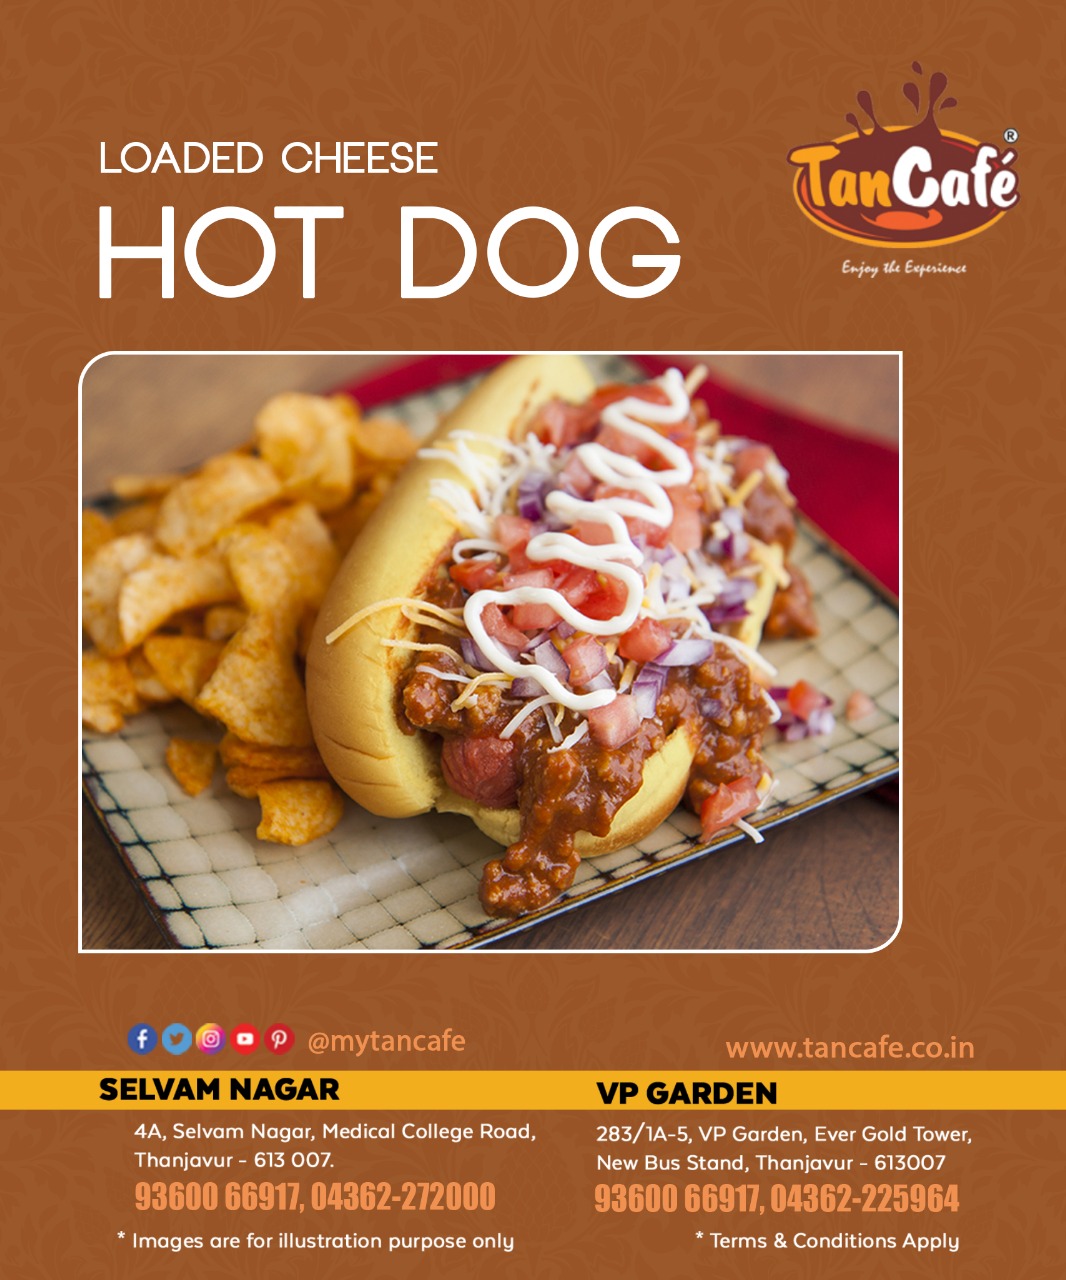 LOADED CHEESE
HOT DOG
TanCafé®
Enjoy the Experience
@mytancafe
www.tancafe.co.in
SELVAM NAGAR
4A, Selvam Nagar, Medical College Road,
Thanjavur - 613 007.
93600 66917, 04362-272000
* Images are for illustration purpose only
VP GARDEN
283/1A-5, VP Garden, Ever Gold Tower,
New Bus Stand, Thanjavur - 613007
93600 66917, 04362-225964
* Terms & Conditions Apply